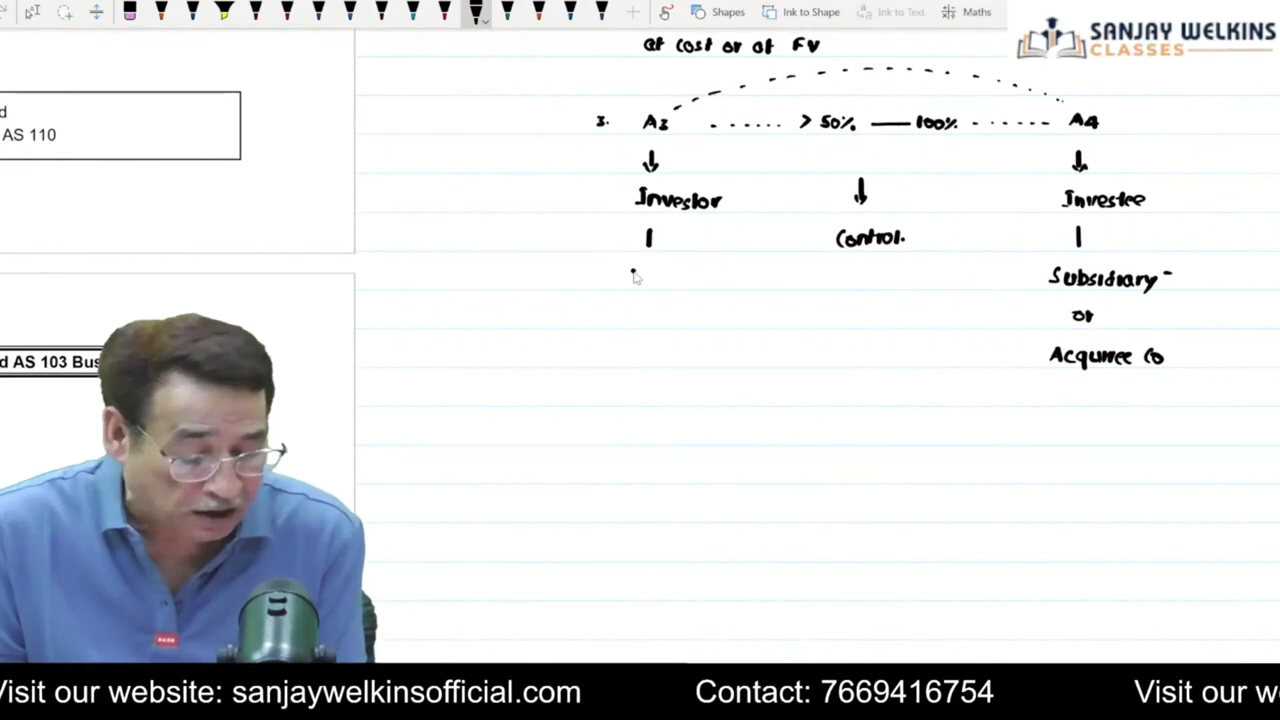 Shapes
Ink to Shape
Ink to Text
Maths
SANJAY WELKINS
CLASSES
at cost or at FV
d
AS 110
3. A3 ...... > 50% — 100% ...... A4
Investor
Investee
Control.
Subsidiary
or
Acquiree Co
d AS 103 Bus
Visit our website: sanjaywelkinsofficial.com Contact: 7669416754 Visit our we